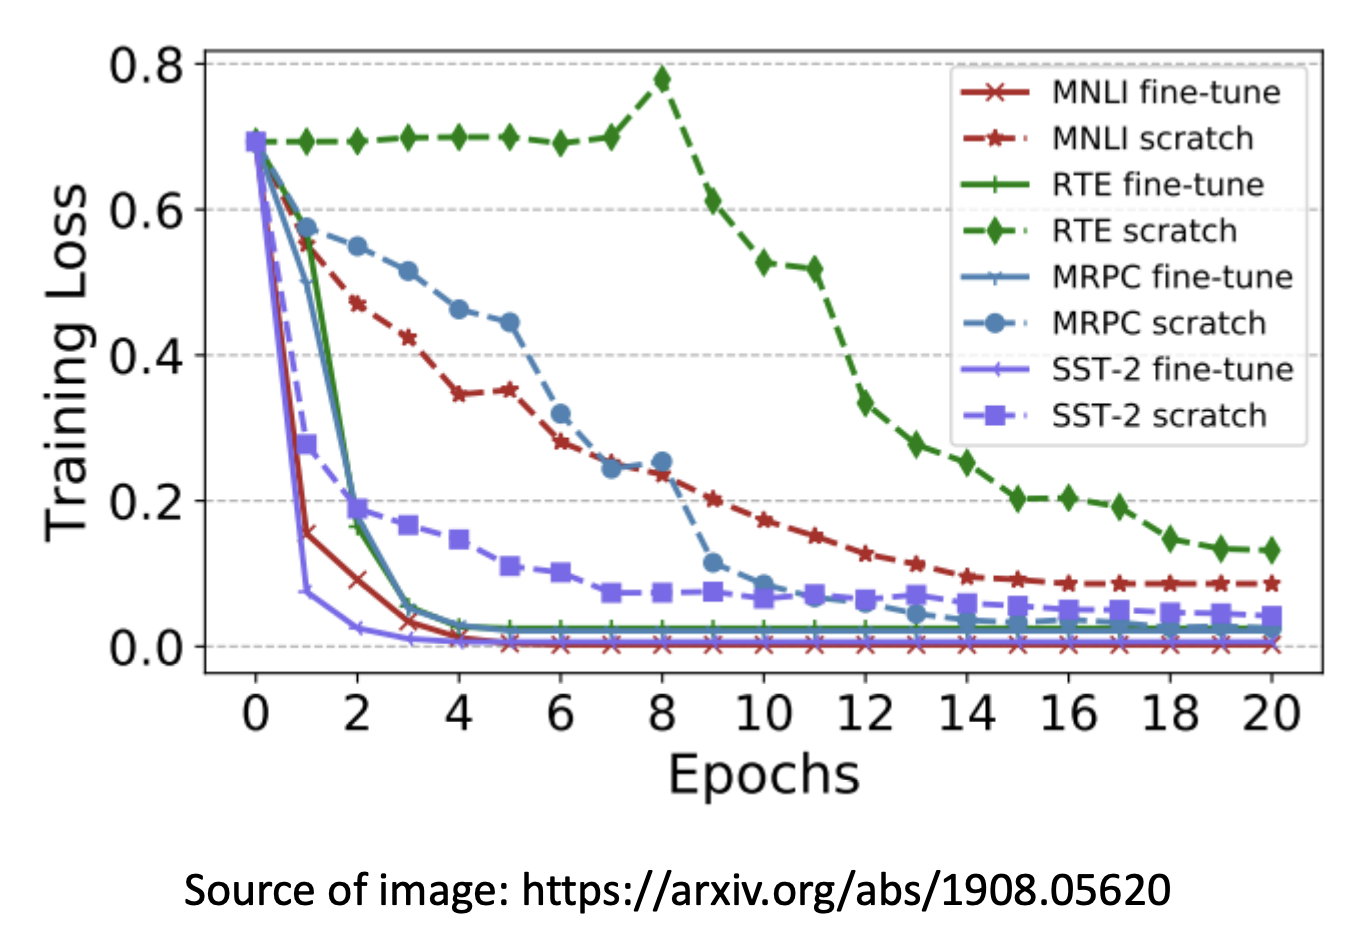 0.8
0.6
0.4
0.2
0.0
Training Loss
MNLI fine-tune
MNLI scratch
RTE fine-tune
RTE scratch
MRPC fine-tune
MRPC scratch
SST-2 fine-tune
SST-2 scratch
0 2 4 6 8 10 12 14 16 18 20
Epochs
Source of image: https://arxiv.org/abs/1908.05620